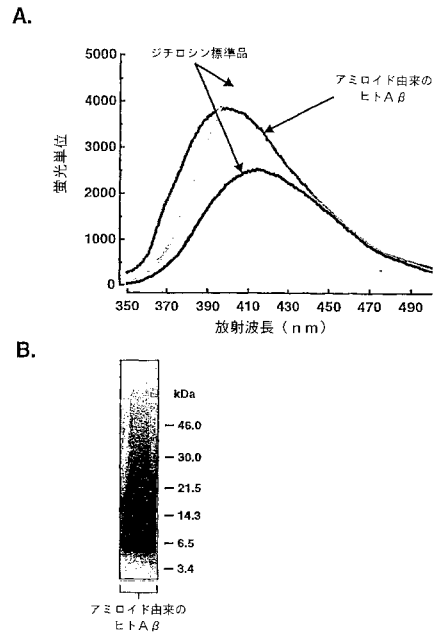 A.
ジチロシン標準品
アミロイド由来の
ヒトAβ
蛍光単位
5000
4000
3000
2000
1000
0
350 370 390 410 430 450 470 490
放射波長（nm）
B.
kDa
46.0
30.0
21.5
14.3
6.5
3.4
アミロイド由来の
ヒトAβ